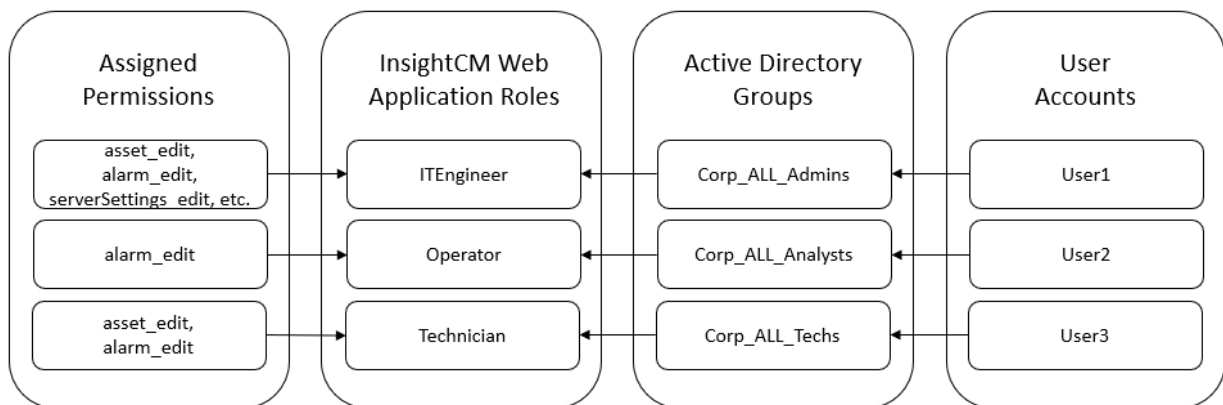 Assigned
Permissions
asset_edit,
alarm_edit,
serverSettings_edit, etc.
alarm_edit
asset_edit,
alarm_edit
InsightCM Web
Application Roles
ITEngineer
Operator
Technician
Active Directory
Groups
Corp_ALL_Admins
Corp_ALL_Analysts
Corp_ALL_Techs
User
Accounts
User1
User2
User3